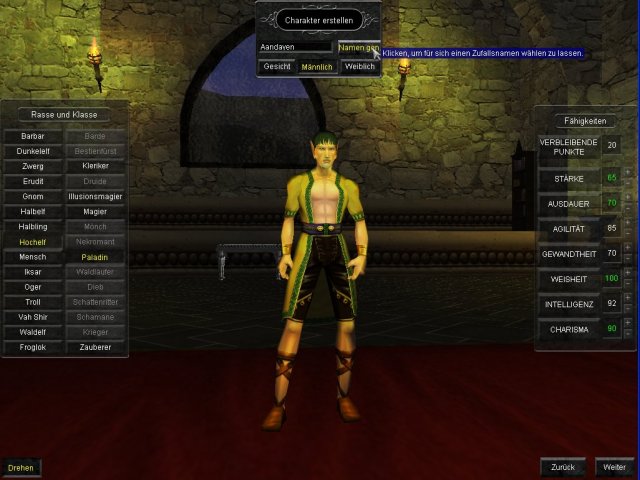 Charakter erstellen
Aandaven
Namen gen
Klicken, um für sich einen Zufallsnamen wählen zu lassen.
Gesicht Männlich Weiblich
Rasse und Klasse
Barbar Barde
Dunkelelf Bestienfürst
Zwerg Kleriker
Erudit Druide
Gnom Illusionsmagier
Halbelf Magier
Halbling Mönch
Hochelf Nekromant
Mensch Paladin
Iksar Waldläufer
Oger Dieb
Troll Schattenritter
Vah Shir Schamane
Waldelf Krieger
Froglok Zauberer
Fähigkeiten
VERBLEIBENDE PUNKTE 20
STÄRKE 65
AUSDAUER 70
AGILITÄT 85
GEWANDTHEIT 70
WEISHEIT 100
INTELLIGENZ 92
CHARISMA 90
Drehen
Zurück Weiter